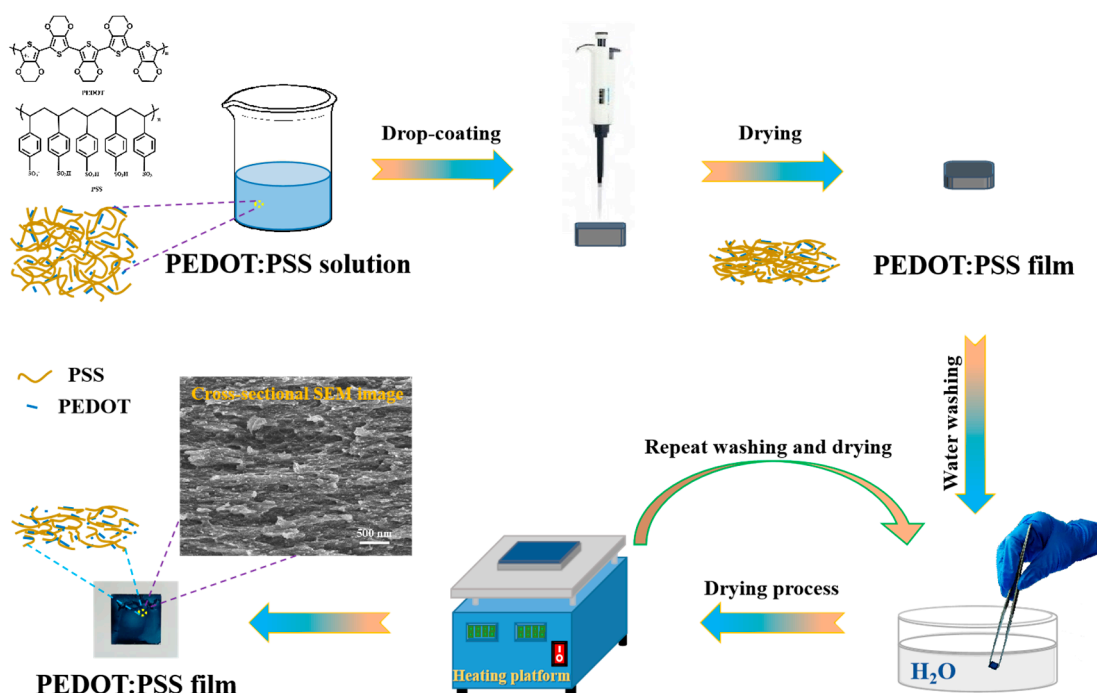 PEDOT
PSS
Drop-coating
Drying
PEDOT:PSS solution
PEDOT:PSS film
Water washing
PSS
PEDOT
Cross-sectional SEM image
500 nm
Repeat washing and drying
Drying process
Heating platform
H₂O
PEDOT:PSS film